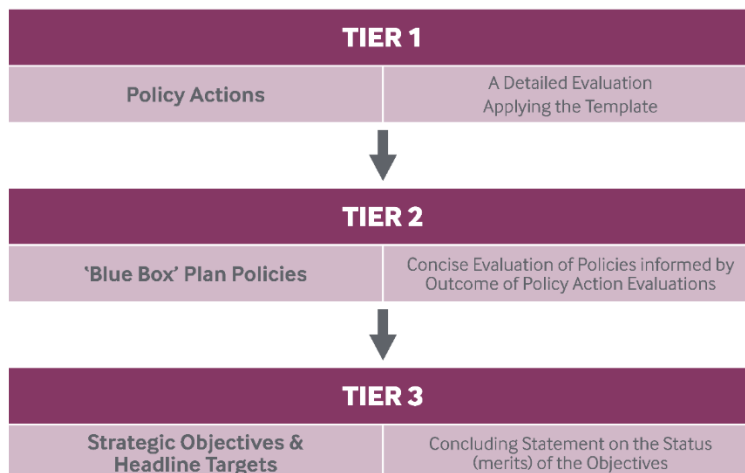 TIER 1
Policy Actions
A Detailed Evaluation
Applying the Template
TIER 2
‘Blue Box’ Plan Policies
Concise Evaluation of Policies informed by
Outcome of Policy Action Evaluations
TIER 3
Strategic Objectives &
Headline Targets
Concluding Statement on the Status
(merits) of the Objectives